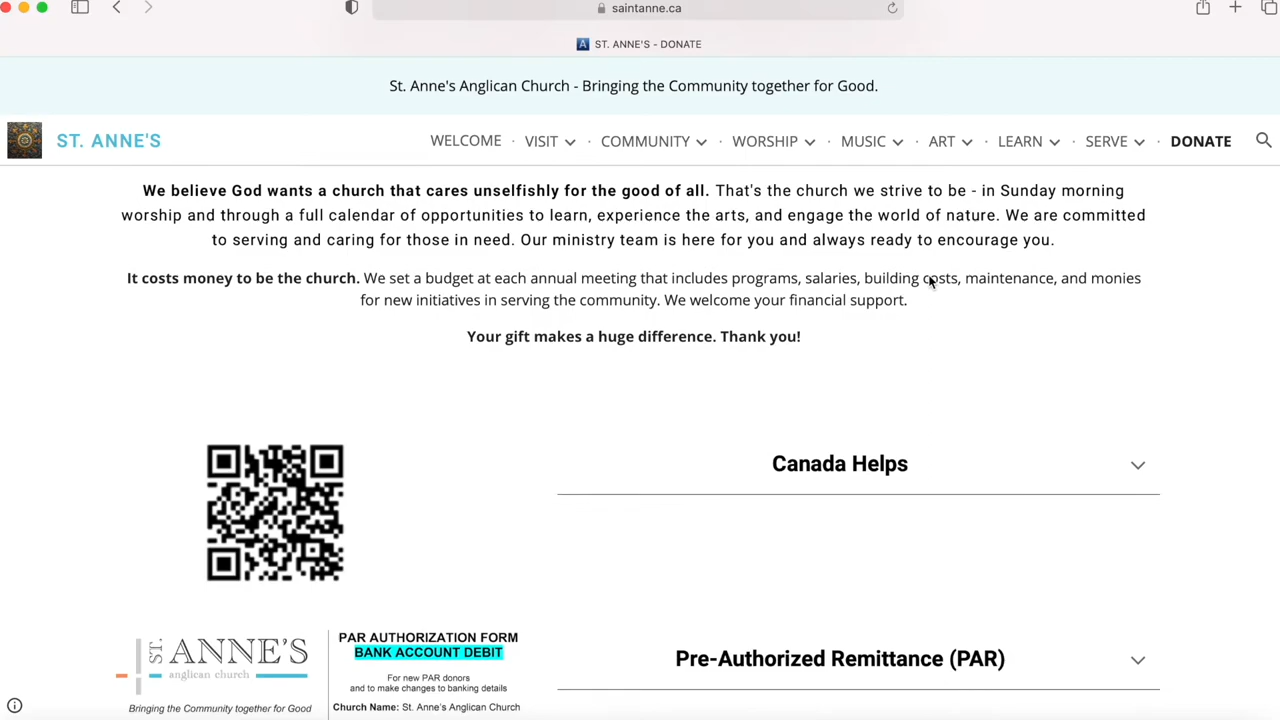 saintanne.ca
ST. ANNE'S - DONATE
St. Anne's Anglican Church - Bringing the Community together for Good.
ST. ANNE'S
WELCOME · VISIT · COMMUNITY · WORSHIP · MUSIC · ART · LEARN · SERVE · DONATE
We believe God wants a church that cares unselfishly for the good of all. That's the church we strive to be - in Sunday morning
worship and through a full calendar of opportunities to learn, experience the arts, and engage the world of nature. We are committed
to serving and caring for those in need. Our ministry team is here for you and always ready to encourage you.
It costs money to be the church. We set a budget at each annual meeting that includes programs, salaries, building costs, maintenance, and monies
for new initiatives in serving the community. We welcome your financial support.
Your gift makes a huge difference. Thank you!
Canada Helps
ST. ANNE'S
anglican church
Bringing the Community together for Good
PAR AUTHORIZATION FORM
BANK ACCOUNT DEBIT
For new PAR donors
and to make changes to banking details
Church Name: St. Anne's Anglican Church
Pre-Authorized Remittance (PAR)